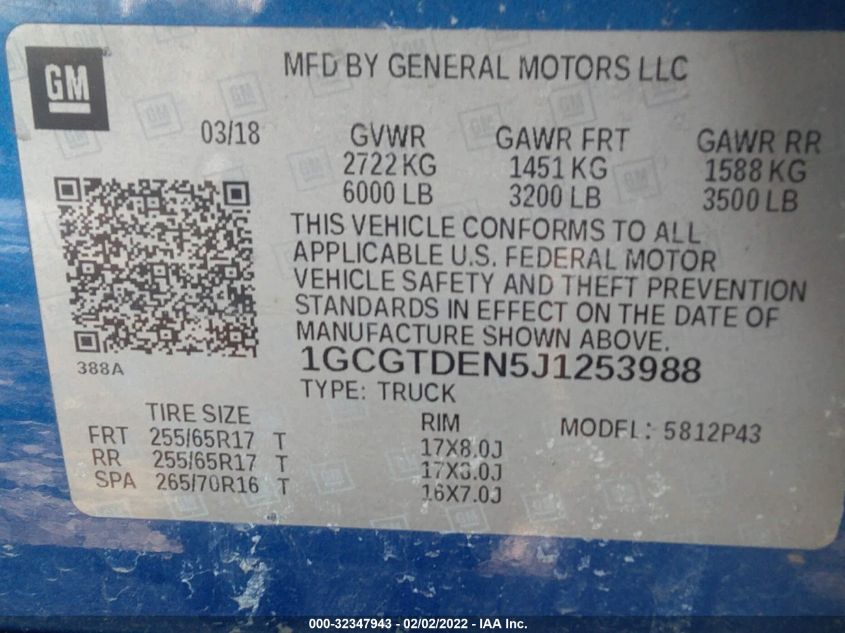 GM
MFD BY GENERAL MOTORS LLC
03/18 GVWR GAWR FRT GAWR RR
2722 KG 1451 KG 1588 KG
6000 LB 3200 LB 3500 LB
THIS VEHICLE CONFORMS TO ALL
APPLICABLE U.S. FEDERAL MOTOR
VEHICLE SAFETY AND THEFT PREVENTION
STANDARDS IN EFFECT ON THE DATE OF
MANUFACTURE SHOWN ABOVE.
388A
1GCGTDEN5J1253988
TYPE: TRUCK
TIRE SIZE RIM MODEL: 5812P43
FRT 255/65R17 T 17X8.0J
RR 255/65R17 T 17X8.0J
SPA 265/70R16 T 16X7.0J
000-32347943 - 02/02/2022 - IAA Inc.